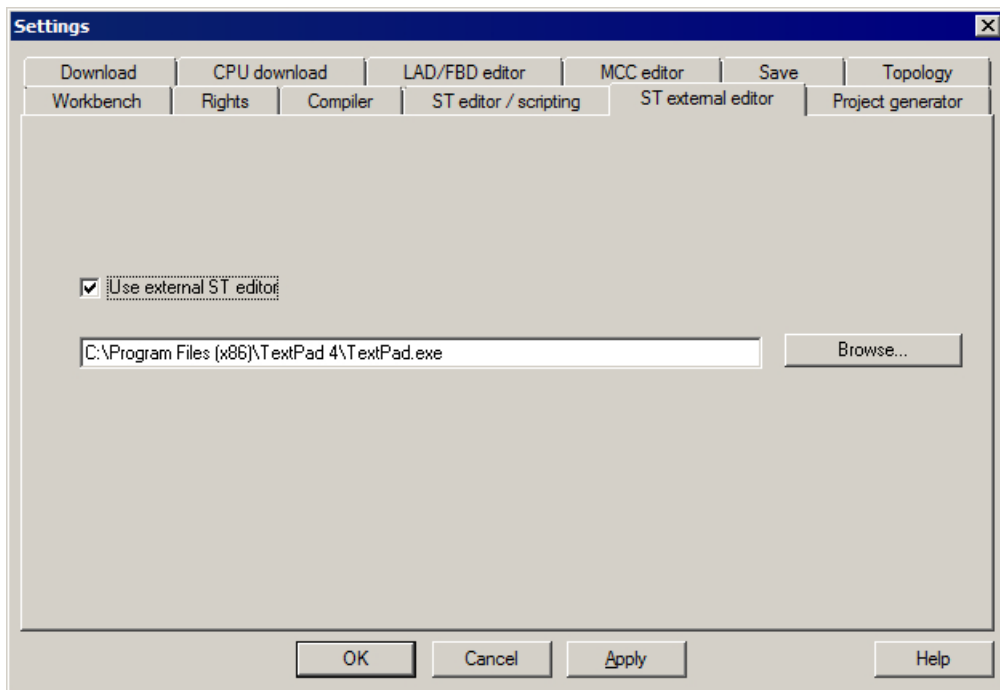 Settings
Download CPU download LAD/FBD editor MCC editor Save Topology
Workbench Rights Compiler ST editor / scripting ST external editor Project generator
Use external ST editor
C:\Program Files (x86)\TextPad 4\TextPad.exe Browse...
OK Cancel Apply Help